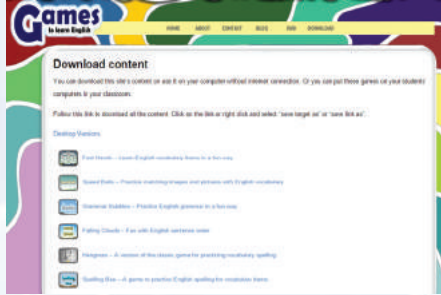 Games
to learn English
HOME ABOUT CONTACT BLOG FAQ DOWNLOAD
Download content
You can download this site's content an use it on your computer without internet connection. Or you can put these games on your students'
computers in your classroom.
Follow this link to download all the content. Click on the link or right click and select "save target as" or "save link as".
Desktop Versions
Fast Hands – Learn English vocabulary items in a fun way
Speed Batle – Practice matching images and pictures with English vocabulary
Grammar Bubbles – Practice English grammar in a fun way
Falling Clouds – Fun with English sentence order
Hangman – A version of the classic game for practicing vocabulary spelling
Spelling Bee – A game to practice English spelling for vocabulary items